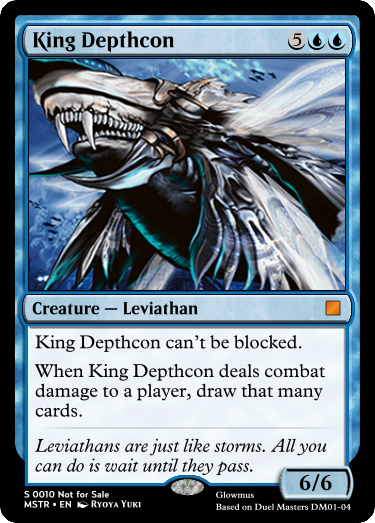 King Depthcon 5
Creature — Leviathan
King Depthcon can't be blocked.
When King Depthcon deals combat
damage to a player, draw that many
cards.
Leviathans are just like storms. All you
can do is wait until they pass.
6/6
S 0010 Not for Sale
MSTR • EN Ryoya Yuki
Glowmus
Based on Duel Masters DM01-04